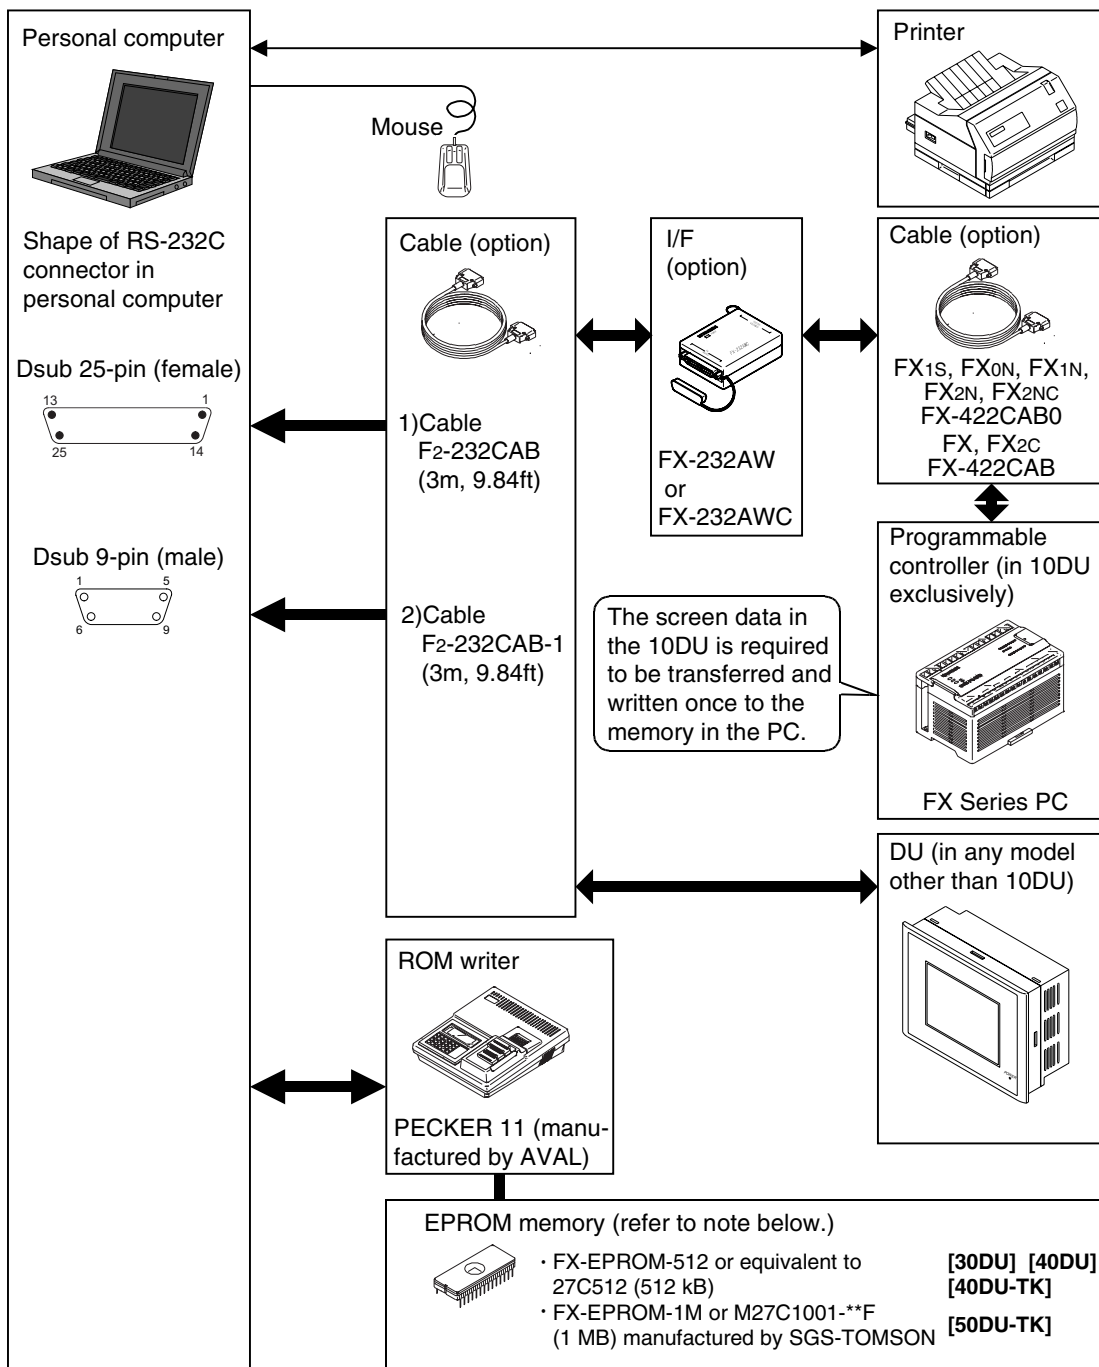 Personal computer
Printer
Mouse
Shape of RS-232C
connector in
personal computer
Dsub 25-pin (female)
13 1
25 14
Dsub 9-pin (male)
1 5
6 9
Cable (option)
1)Cable
F2-232CAB
(3m, 9.84ft)
2)Cable
F2-232CAB-1
(3m, 9.84ft)
I/F
(option)
FX-232AW
or
FX-232AWC
Cable (option)
FX1S, FX0N, FX1N,
FX2N, FX2NC
FX-422CAB0
FX, FX2C
FX-422CAB
Programmable
controller (in 10DU
exclusively)
FX Series PC
The screen data in
the 10DU is required
to be transferred and
written once to the
memory in the PC.
DU (in any model
other than 10DU)
ROM writer
PECKER 11 (manu-
factured by AVAL)
EPROM memory (refer to note below.)
・FX-EPROM-512 or equivalent to [30DU] [40DU]
27C512 (512 kB) [40DU-TK]
・FX-EPROM-1M or M27C1001-**F
(1 MB) manufactured by SGS-TOMSON [50DU-TK]